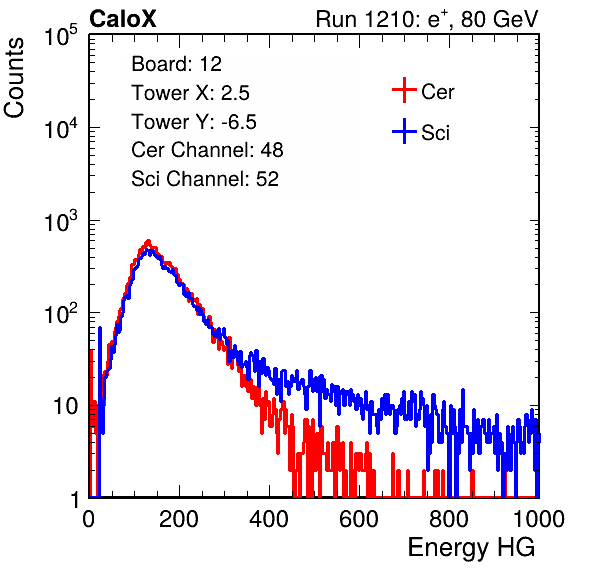 CaloX Run 1210: e⁺, 80 GeV
Counts
Board: 12
Tower X: 2.5
Tower Y: -6.5
Cer Channel: 48
Sci Channel: 52
Cer
Sci
10⁵
10⁴
10³
10²
10
1
0 200 400 600 800 1000
Energy HG